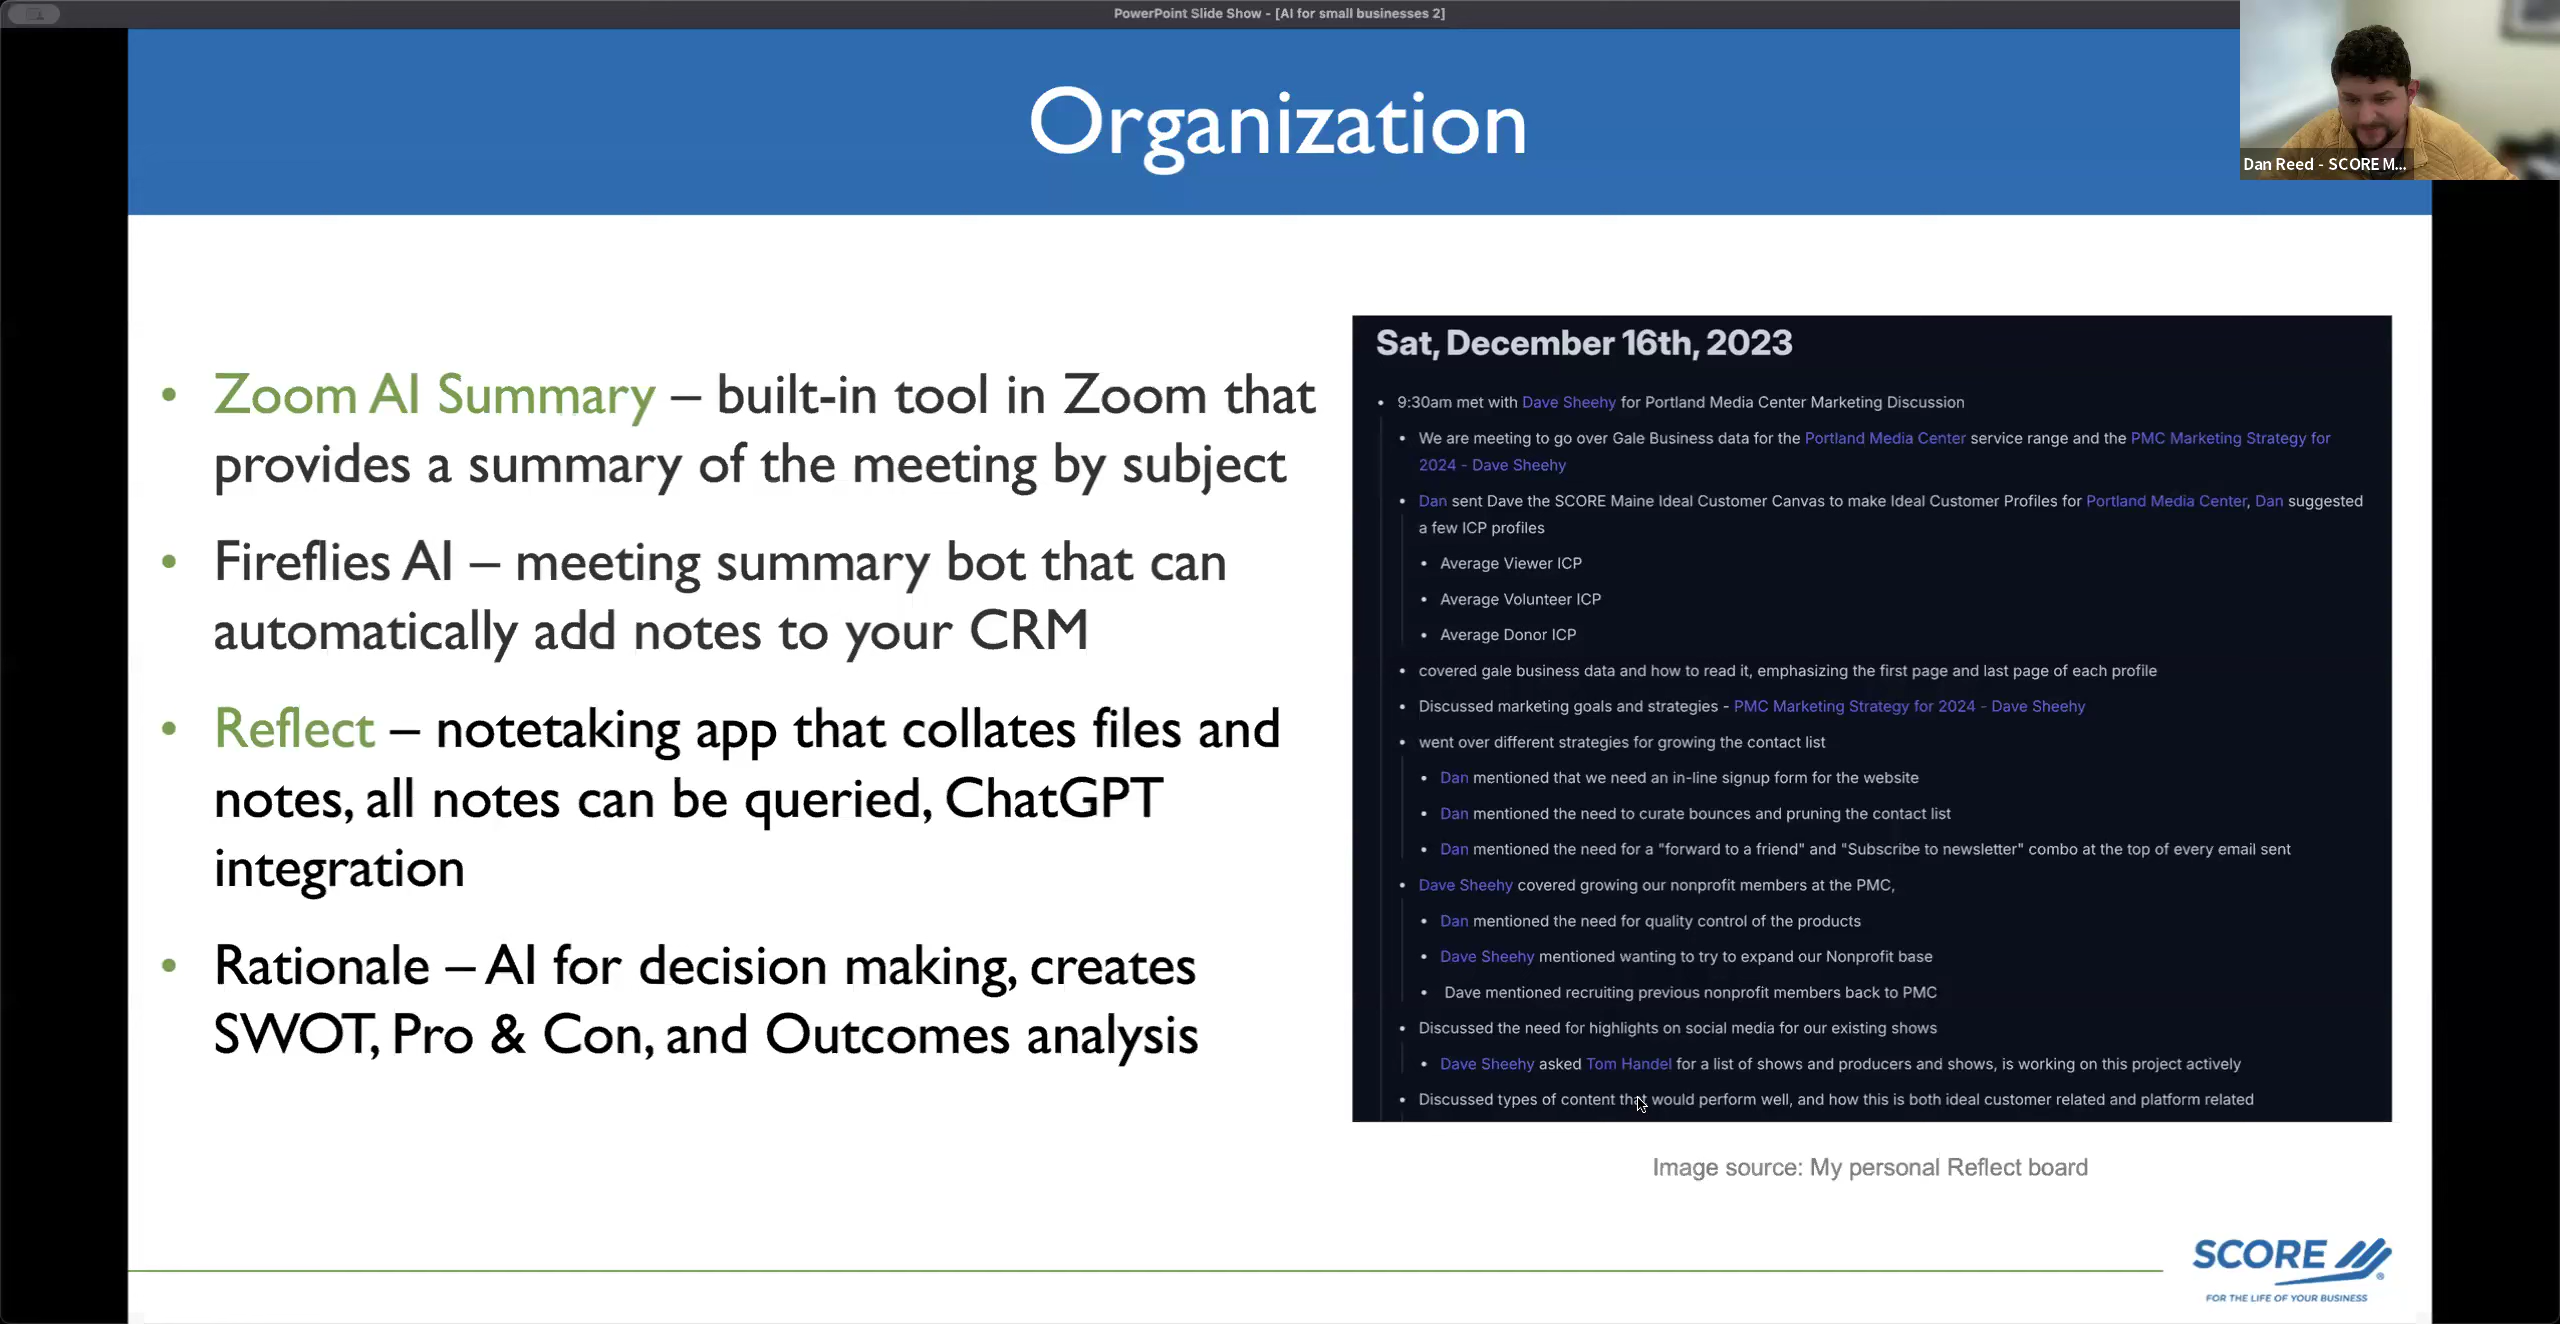 PowerPoint Slide Show - [AI for small businesses 2]
Organization
Dan Reed - SCORE M...
• Zoom AI Summary – built-in tool in Zoom that
provides a summary of the meeting by subject
• Fireflies AI – meeting summary bot that can
automatically add notes to your CRM
• Reflect – notetaking app that collates files and
notes, all notes can be queried, ChatGPT
integration
• Rationale – AI for decision making, creates
SWOT, Pro & Con, and Outcomes analysis
Sat, December 16th, 2023
• 9:30am met with Dave Sheehy for Portland Media Center Marketing Discussion
• We are meeting to go over Gale Business data for the Portland Media Center service range and the PMC Marketing Strategy for
2024 - Dave Sheehy
• Dan sent Dave the SCORE Maine Ideal Customer Canvas to make Ideal Customer Profiles for Portland Media Center, Dan suggested
a few ICP profiles
• Average Viewer ICP
• Average Volunteer ICP
• Average Donor ICP
• covered gale business data and how to read it, emphasizing the first page and last page of each profile
• Discussed marketing goals and strategies - PMC Marketing Strategy for 2024 - Dave Sheehy
• went over different strategies for growing the contact list
• Dan mentioned that we need an in-line signup form for the website
• Dan mentioned the need to curate bounces and pruning the contact list
• Dan mentioned the need for a "forward to a friend" and "Subscribe to newsletter" combo at the top of every email sent
• Dave Sheehy covered growing our nonprofit members at the PMC,
• Dan mentioned the need for quality control of the products
• Dave Sheehy mentioned wanting to try to expand our Nonprofit base
• Dave mentioned recruiting previous nonprofit members back to PMC
• Discussed the need for highlights on social media for our existing shows
• Dave Sheehy asked Tom Handel for a list of shows and producers and shows, is working on this project actively
• Discussed types of content that would perform well, and how this is both ideal customer related and platform related
Image source: My personal Reflect board
SCORE
®
FOR THE LIFE OF YOUR BUSINESS